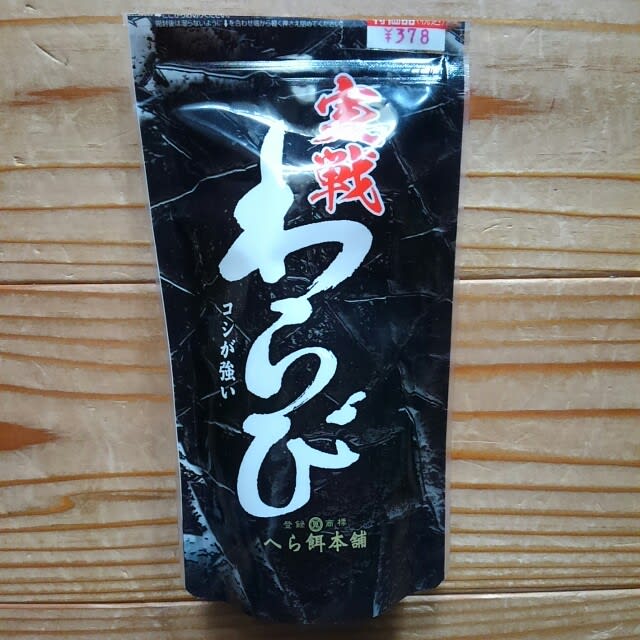 ¥378
実戦
わらび
コシが強い
登録 商標
へら餌本舗